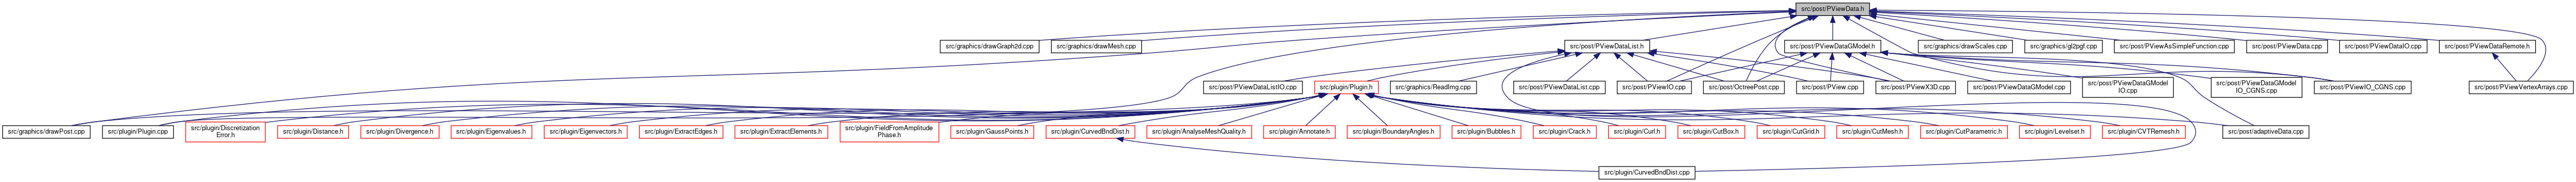 src/post/PViewData.h
src/graphics/drawGraph2d.cpp
src/graphics/drawMesh.cpp
src/post/PViewDataList.h
src/post/PViewDataGModel.h
src/graphics/drawScales.cpp
src/graphics/gl2pgf.cpp
src/post/PViewAsSimpleFunction.cpp
src/post/PViewData.cpp
src/post/PViewDataIO.cpp
src/post/PViewDataRemote.h
src/post/PViewDataListIO.cpp
src/plugin/Plugin.h
src/graphics/ReadImg.cpp
src/post/PViewDataList.cpp
src/post/PViewIO.cpp
src/post/OctreePost.cpp
src/post/PView.cpp
src/post/PViewX3D.cpp
src/post/PViewDataGModel.cpp
src/post/PViewDataGModel
IO.cpp
src/post/PViewDataGModel
IO_CGNS.cpp
src/post/PViewIO_CGNS.cpp
src/post/PViewVertexArrays.cpp
src/graphics/drawPost.cpp
src/plugin/Plugin.cpp
src/plugin/Discretization
Error.h
src/plugin/Distance.h
src/plugin/Divergence.h
src/plugin/Eigenvalues.h
src/plugin/Eigenvectors.h
src/plugin/ExtractEdges.h
src/plugin/ExtractElements.h
src/plugin/FieldFromAmplitude
Phase.h
src/plugin/GaussPoints.h
src/plugin/CurvedBndDist.h
src/plugin/AnalyseMeshQuality.h
src/plugin/Annotate.h
src/plugin/BoundaryAngles.h
src/plugin/Bubbles.h
src/plugin/Crack.h
src/plugin/Curl.h
src/plugin/CutBox.h
src/plugin/CutGrid.h
src/plugin/CutMesh.h
src/plugin/CutParametric.h
src/plugin/Levelset.h
src/plugin/CVTRemesh.h
src/post/adaptiveData.cpp
src/plugin/CurvedBndDist.cpp